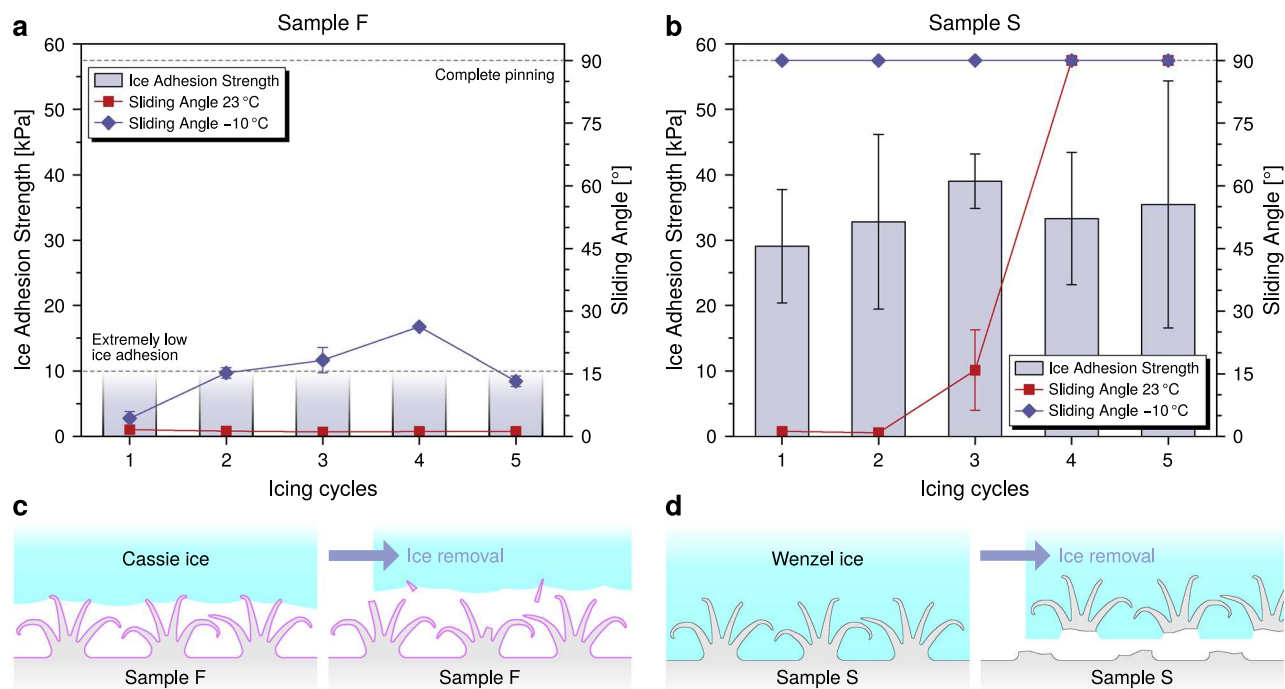 a
Sample F
60
50
40
30
20
10
0
Ice Adhesion Strength [kPa]
Ice Adhesion Strength
Sliding Angle 23 °C
Sliding Angle −10 °C
Complete pinning
Extremely low
ice adhesion
90
75
60
45
30
15
0
Sliding Angle [°]
1 2 3 4 5
Icing cycles
b
Sample S
60
50
40
30
20
10
0
Ice Adhesion Strength [kPa]
Ice Adhesion Strength
Sliding Angle 23 °C
Sliding Angle −10 °C
90
75
60
45
30
15
0
Sliding Angle [°]
1 2 3 4 5
Icing cycles
c
Cassie ice
Ice removal
Sample F
Sample F
d
Wenzel ice
Ice removal
Sample S
Sample S